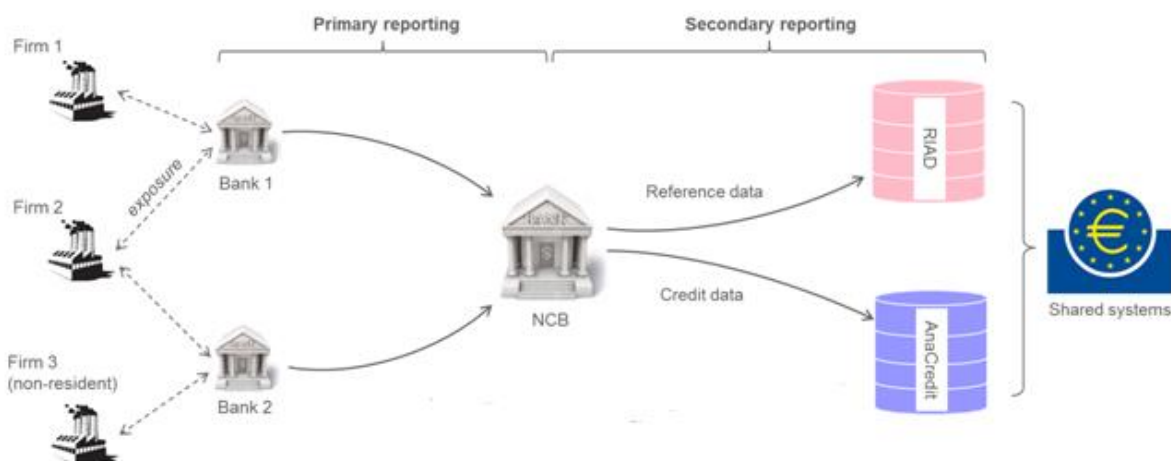 Primary reporting
Secondary reporting
Firm 1
Bank 1
exposure
Firm 2
Firm 3
(non-resident)
Bank 2
NCB
Reference data
Credit data
RIAD
AnaCredit
€
Shared systems